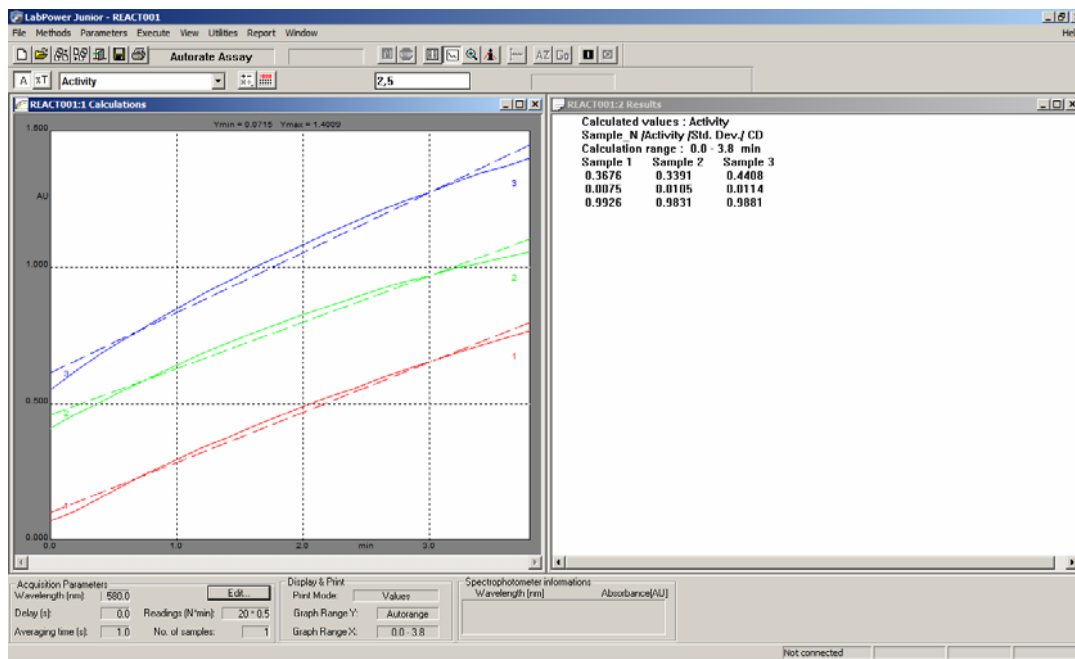 LabPower Junior - REACT001
File Methods Parameters Execute View Utilities Report Window Hel
Autorate Assay
AZ Go
A %T Activity 2,5
REACT001:1 Calculations
Ymin = 0.0715 Ymax = 1.4009
1.500
AU
1.000
0.500
0.000
3
2
1
3
2
1
0.0 1.0 2.0 min 3.0
REACT001:2 Results
Calculated values : Activity
Sample_N /Activity /Std. Dev./ CD
Calculation range : 0.0 - 3.8 min
Sample 1 Sample 2 Sample 3
0.3676 0.3391 0.4408
0.0075 0.0105 0.0114
0.9926 0.9831 0.9881
Acquisition Parameters
Wavelength [nm]: 580.0 Edit...
Delay (s): 0.0 Readings (N*min): 20 * 0.5
Averaging time (s): 1.0 No. of samples: 1
Display & Print
Print Mode: Values
Graph Range Y: Autorange
Graph Range X: 0.0 - 3.8
Spectrophotometer informations
Wavelength [nm] Absorbance[AU]
Not connected